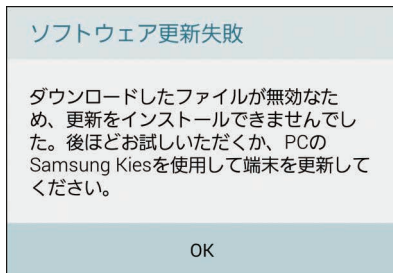 ソフトウェア更新失敗
ダウンロードしたファイルが無効なた
め、更新をインストールできませんでし
た。後ほどお試しいただくか、PCの
Samsung Kiesを使用して端末を更新して
ください。
OK